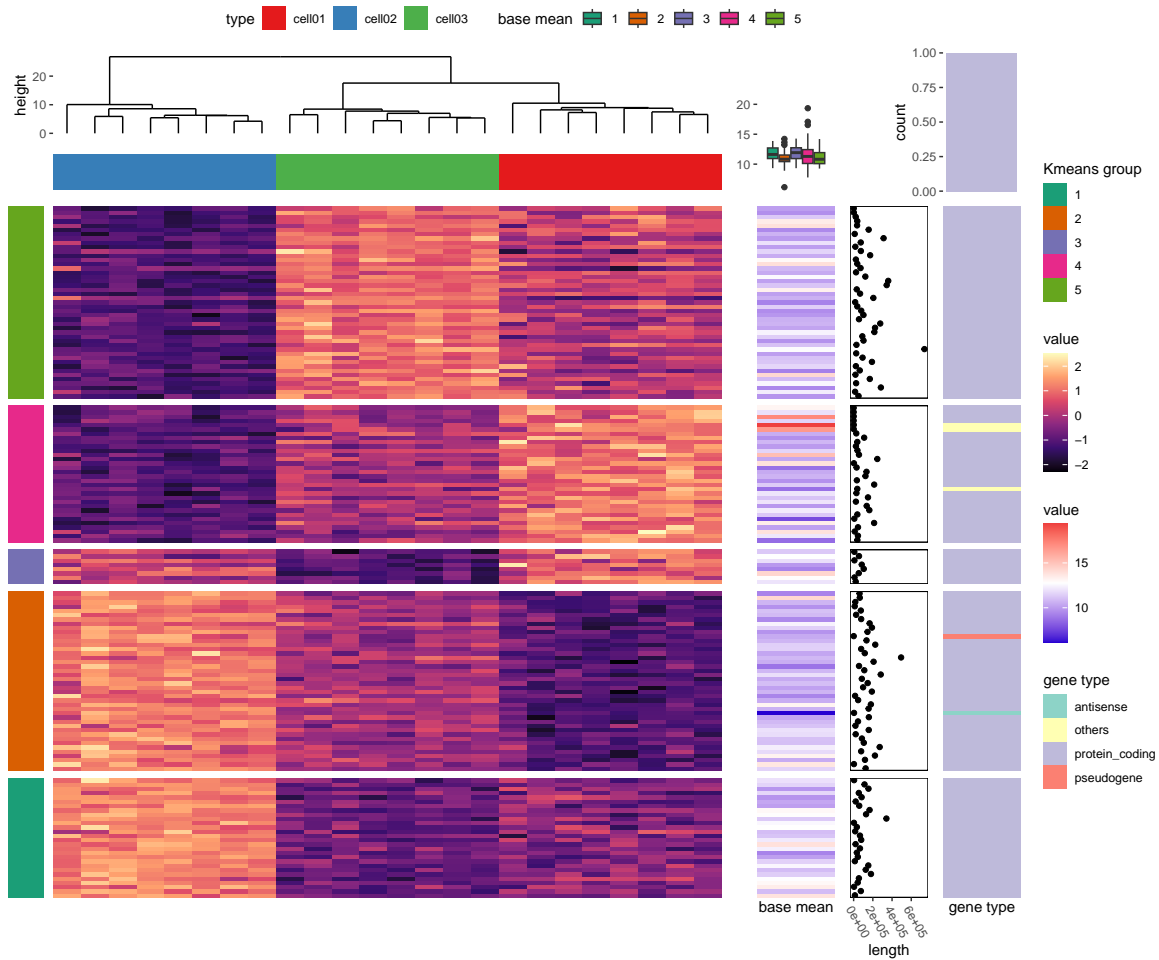 type cell01 cell02 cell03 base mean 1 2 3 4 5
height
20
10
0
20
15
10
count
1.00
0.75
0.50
0.25
0.00
Kmeans group
1
2
3
4
5
value
2
1
0
−1
−2
value
15
10
gene type
antisense
others
protein_coding
pseudogene
base mean
0e+00
2e+05
4e+05
6e+05
length
gene type